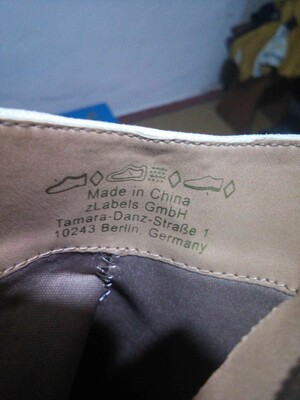 Made in China
zLabels GmbH
Tamara-Danz-Straße 1
10243 Berlin, Germany